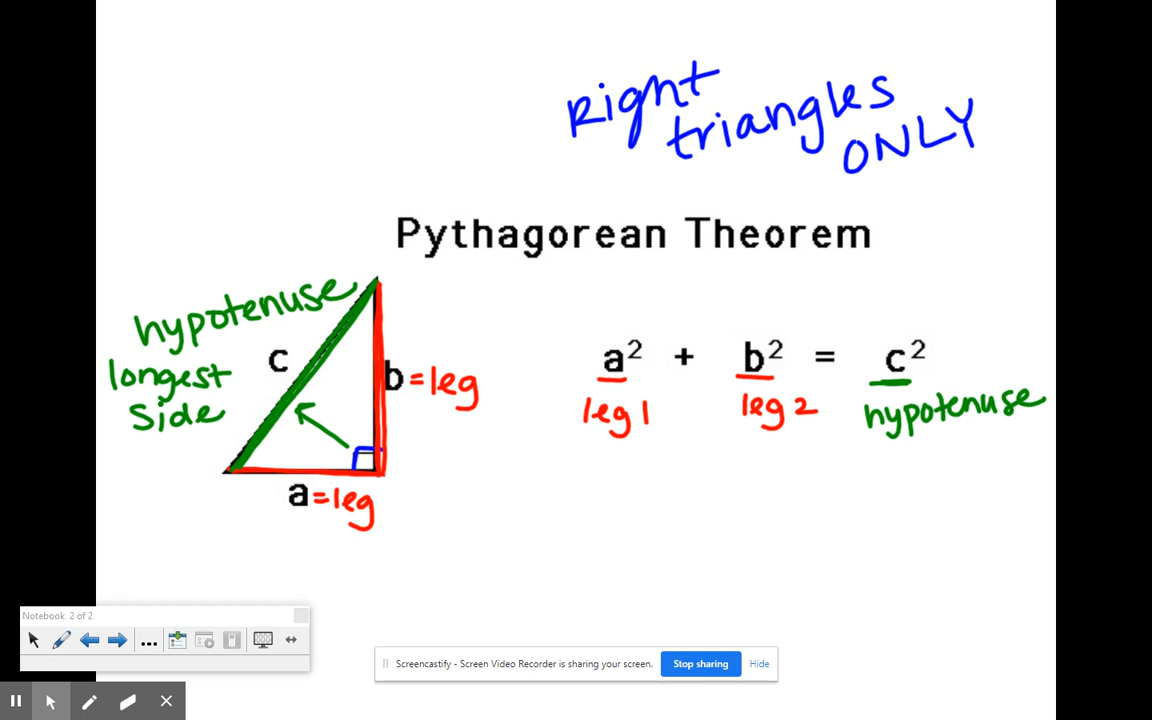 Right
triangles
ONLY
Pythagorean Theorem
hypotenuse
longest
side
c
b = leg
a = leg
a² + b² = c²
leg 1 leg 2 hypotenuse
Notebook 2 of 2
Screencastify - Screen Video Recorder is sharing your screen. Stop sharing Hide